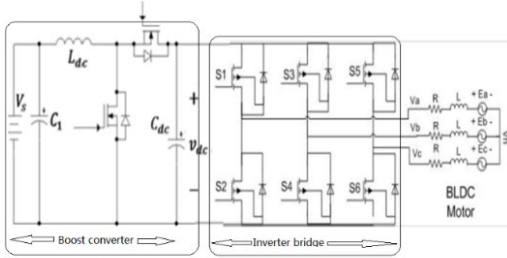 S1
S3
S5
L_dc
V_s
C_1
C_dc
+
v_dc
−
Va
R
L
+ Ea -
Vb
R
L
+ Eb -
Vc
R
L
+ Ec -
S2
S4
S6
BLDC
Motor
Boost converter
Inverter bridge